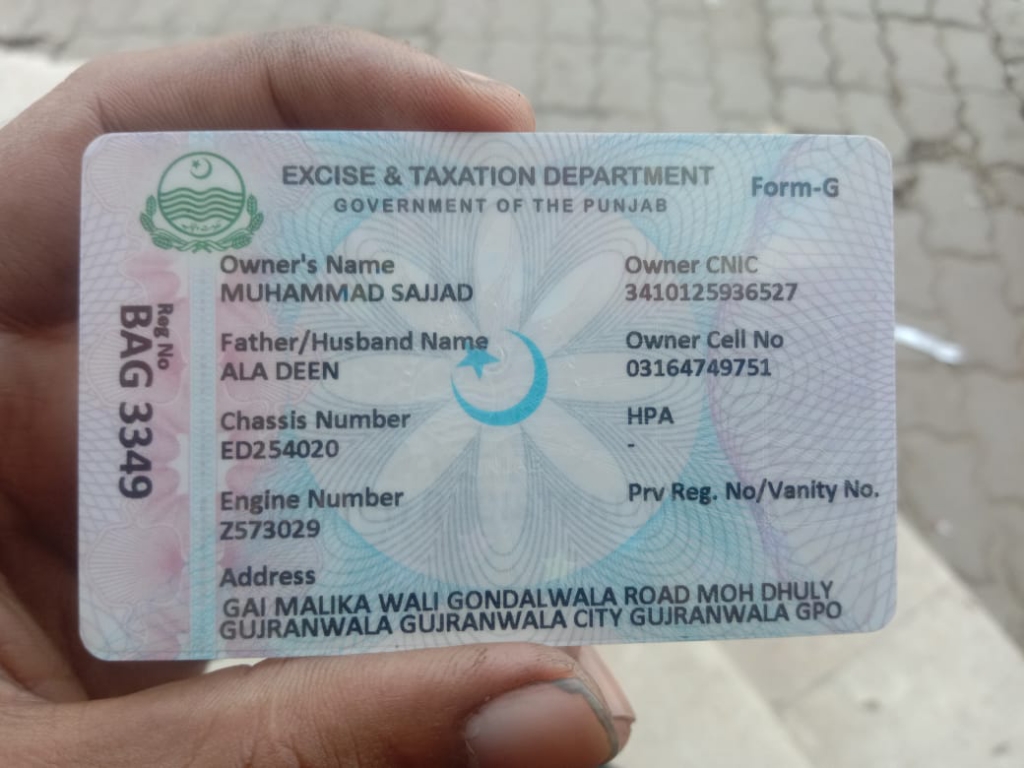 EXCISE & TAXATION DEPARTMENT
GOVERNMENT OF THE PUNJAB
Form-G
Reg No
BAG 3349
Owner's Name
MUHAMMAD SAJJAD
Owner CNIC
3410125936527
Father/Husband Name
ALA DEEN
Owner Cell No
03164749751
Chassis Number
ED254020
HPA
-
Engine Number
Z573029
Prv Reg. No/Vanity No.
Address
GAI MALIKA WALI GONDALWALA ROAD MOH DHULY
GUJRANWALA GUJRANWALA CITY GUJRANWALA GPO